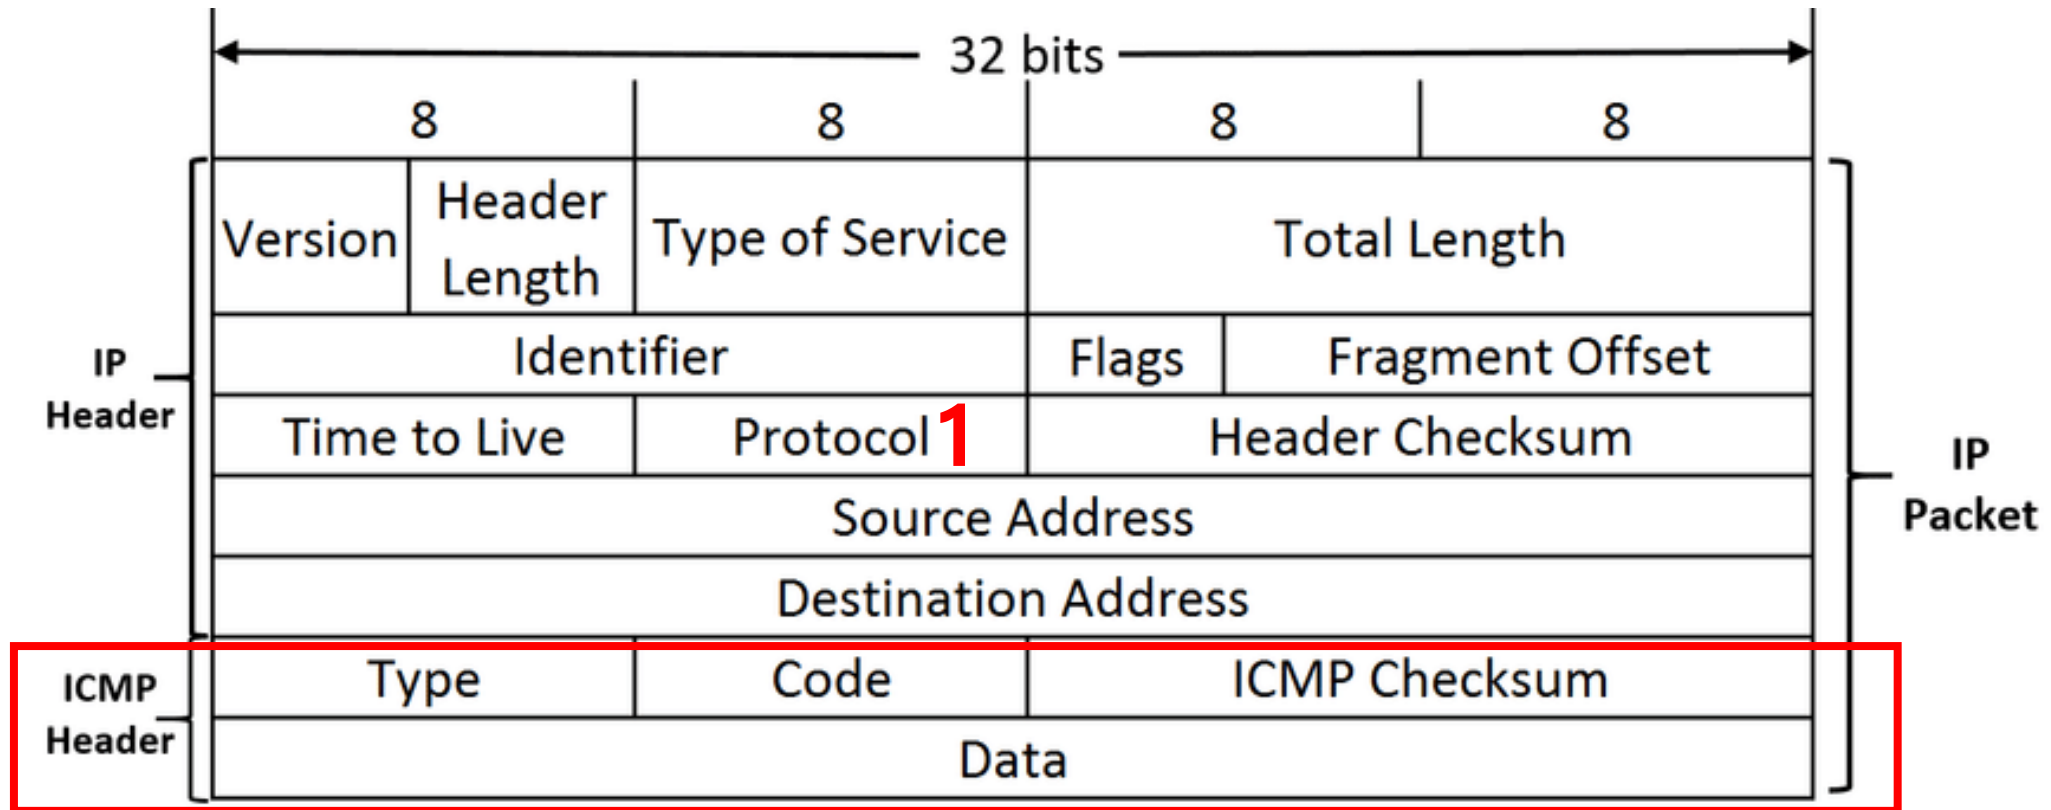 32 bits
8 8 8 8
Version Header Length Type of Service Total Length
IP Header
Identifier Flags Fragment Offset
Time to Live Protocol 1 Header Checksum
IP Packet
Source Address
Destination Address
ICMP Header
Type Code ICMP Checksum
Data